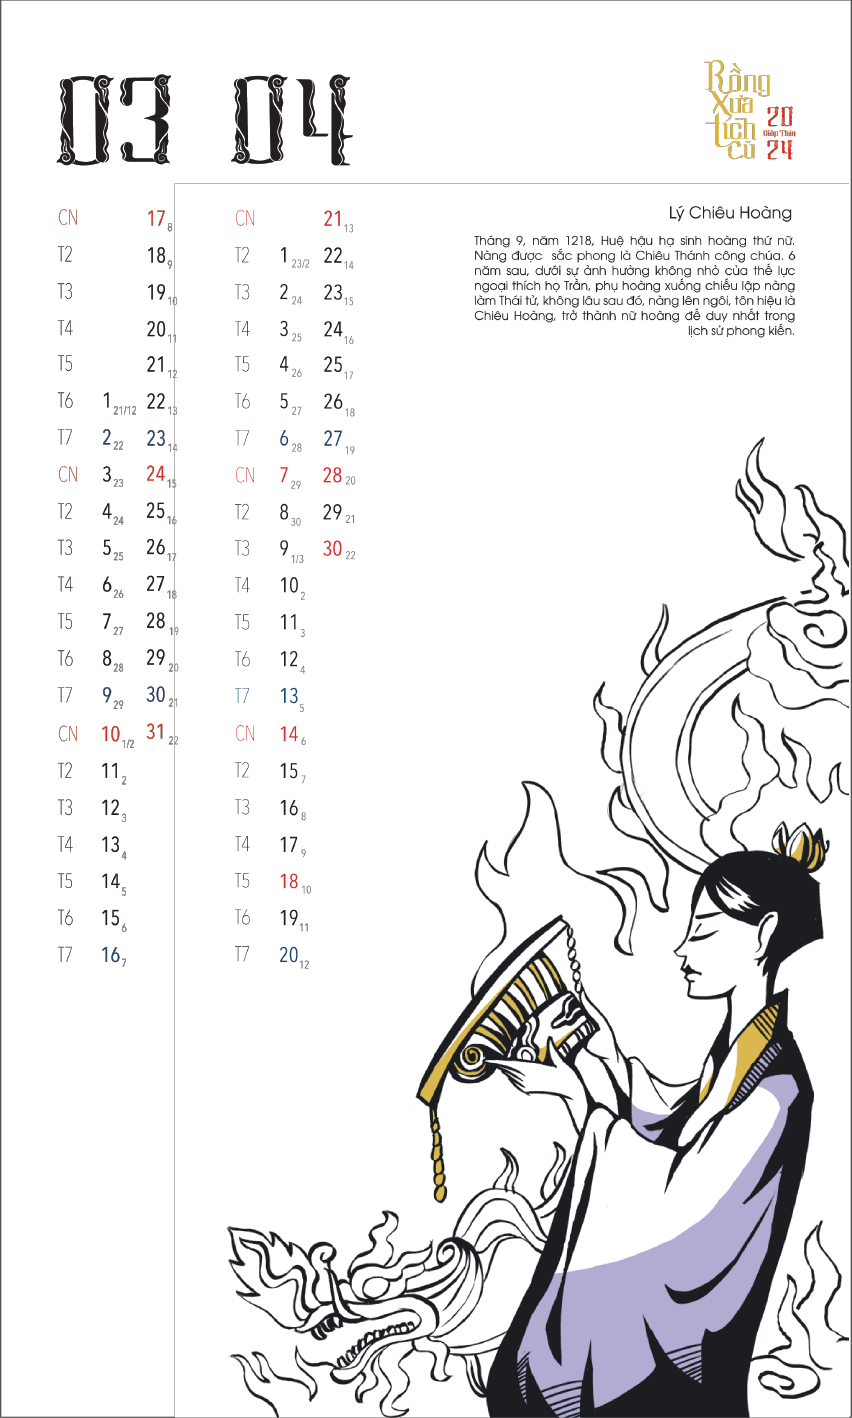 03 04
Rồng
Xưa
tích
Cũ
20
Giáp Thìn
24
Lý Chiêu Hoàng
Tháng 9, năm 1218, Huệ hậu hạ sinh hoàng thứ nữ.
Nàng được sắc phong là Chiêu Thánh công chúa. 6
năm sau, dưới sự ảnh hưởng không nhỏ của thế lực
ngoại thích họ Trần, phụ hoàng xuống chiếu lập nàng
làm Thái tử, không lâu sau đó, nàng lên ngôi, tôn hiệu là
Chiêu Hoàng, trở thành nữ hoàng đế duy nhất trong
lịch sử phong kiến.
CN 17 8
T2 18 9
T3 19 10
T4 20 11
T5 21 12
T6 1 21/12 22 13
T7 2 22 23 14
CN 3 23 24 15
T2 4 24 25 16
T3 5 25 26 17
T4 6 26 27 18
T5 7 27 28 19
T6 8 28 29 20
T7 9 29 30 21
CN 10 1/2 31 22
T2 11 2
T3 12 3
T4 13 4
T5 14 5
T6 15 6
T7 16 7
CN 21 13
T2 1 23/2 22 14
T3 2 24 23 15
T4 3 25 24 16
T5 4 26 25 17
T6 5 27 26 18
T7 6 28 27 19
CN 7 29 28 20
T2 8 30 29 21
T3 9 1/3 30 22
T4 10 2
T5 11 3
T6 12 4
T7 13 5
CN 14 6
T2 15 7
T3 16 8
T4 17 9
T5 18 10
T6 19 11
T7 20 12